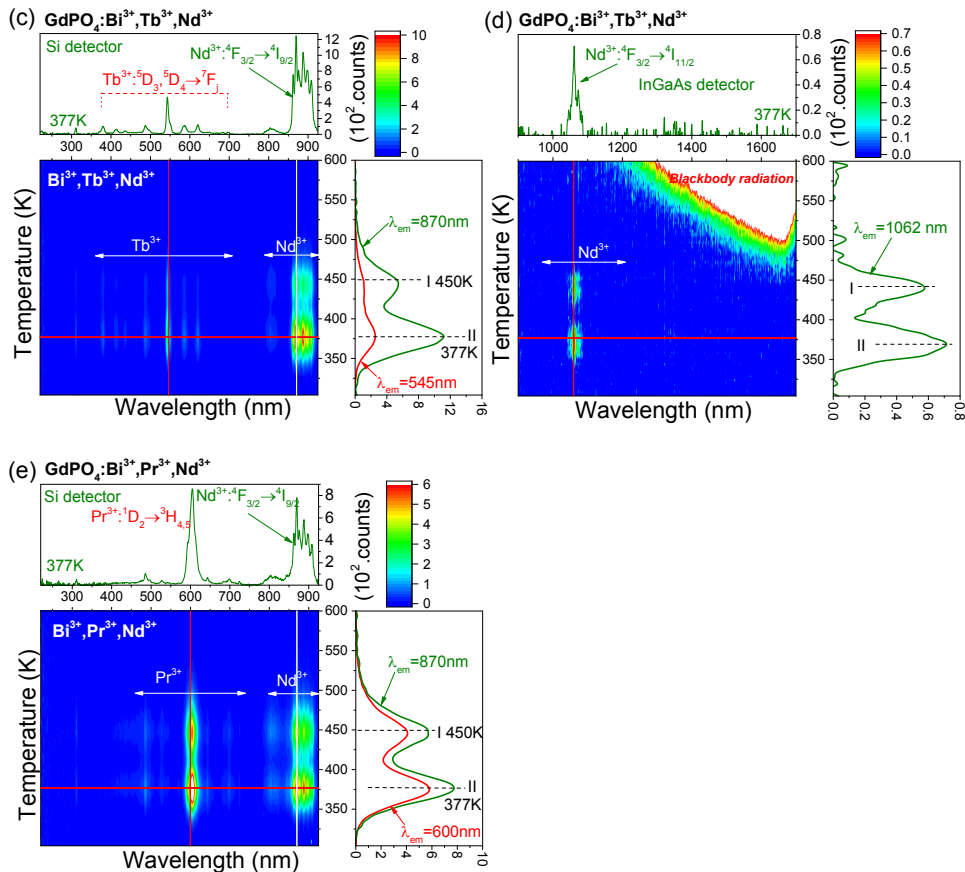 (c) GdPO₄:Bi³⁺,Tb³⁺,Nd³⁺
Si detector
Nd³⁺:⁴F₃/₂→⁴I₉/₂
Tb³⁺:⁵D₃,⁵D₄→⁷Fⱼ
377K
12
10
8
6
4
2
0
300 400 500 600 700 800 900
10
8
6
4
2
0
(10².counts)
Bi³⁺,Tb³⁺,Nd³⁺
Tb³⁺
Nd³⁺
Temperature (K)
Wavelength (nm)
600
550
500
450
400
350
λem=870nm
I 450K
II
377K
λem=545nm
0 4 8 12 16
(d) GdPO₄:Bi³⁺,Tb³⁺,Nd³⁺
Nd³⁺:⁴F₃/₂→⁴I₁₁/₂
InGaAs detector
377K
0.8
0.6
0.4
0.2
0.0
1000 1200 1400 1600
0.7
0.6
0.5
0.4
0.3
0.2
0.1
0.0
(10².counts)
Blackbody radiation
Nd³⁺
Temperature (K)
Wavelength (nm)
600
550
500
450
400
350
λem=1062 nm
I
II
0.0 0.2 0.4 0.6 0.8
(e) GdPO₄:Bi³⁺,Pr³⁺,Nd³⁺
Si detector
Nd³⁺:⁴F₃/₂→⁴I₉/₂
Pr³⁺:¹D₂→³H₄,₅
377K
8
6
4
2
0
300 400 500 600 700 800 900
6
5
4
3
2
1
0
(10².counts)
Bi³⁺,Pr³⁺,Nd³⁺
Pr³⁺
Nd³⁺
Temperature (K)
Wavelength (nm)
600
550
500
450
400
350
λem=870nm
I 450K
II
377K
λem=600nm
0 2 4 6 8 10